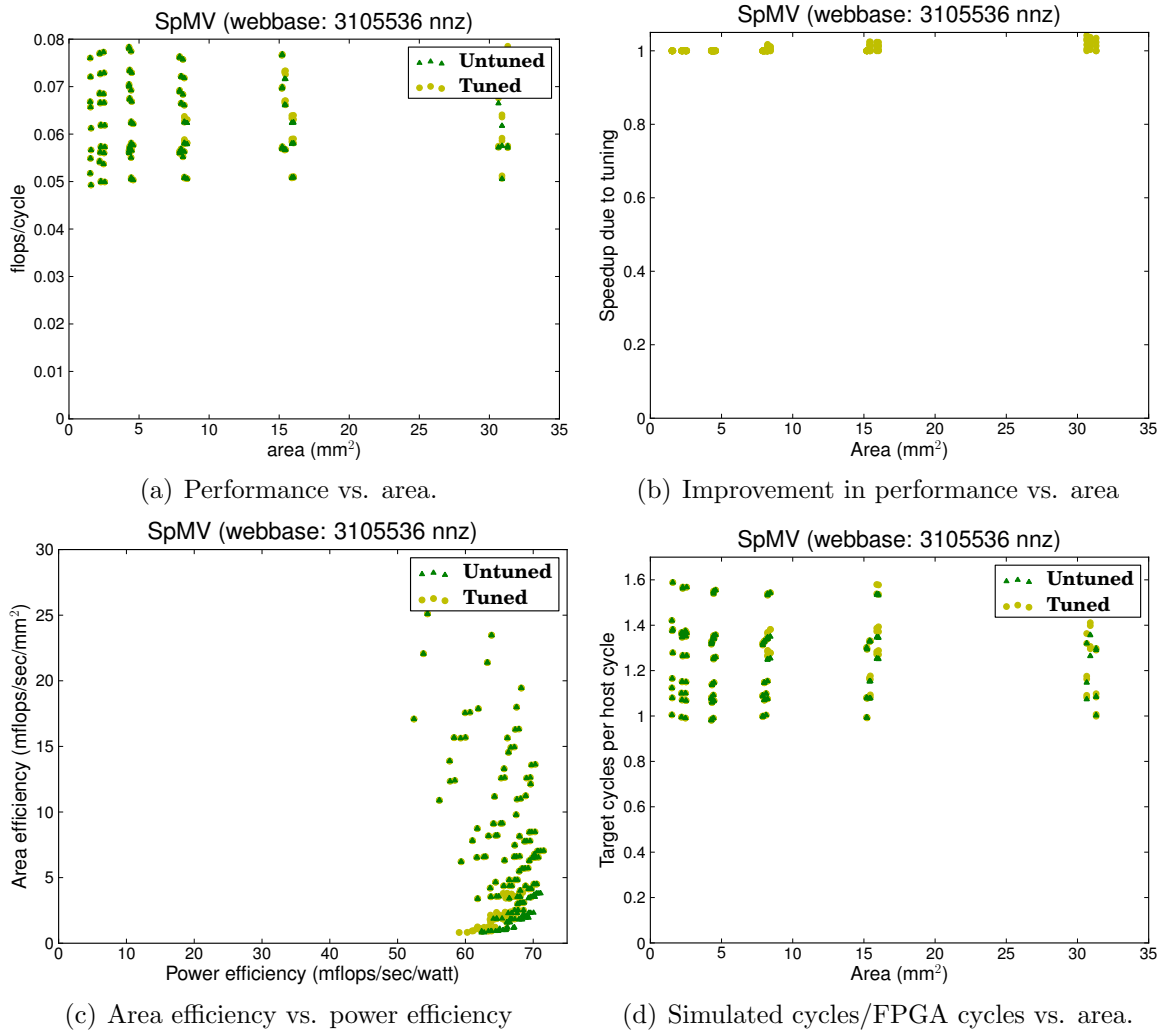 SpMV (webbase: 3105536 nnz)
0.08
0.07
0.06
0.05
0.04
0.03
0.02
0.01
0
flops/cycle
Untuned
Tuned
0 5 10 15 20 25 30 35
area (mm²)
(a) Performance vs. area.
SpMV (webbase: 3105536 nnz)
1
0.8
0.6
0.4
0.2
0
Speedup due to tuning
0 5 10 15 20 25 30 35
Area (mm²)
(b) Improvement in performance vs. area
SpMV (webbase: 3105536 nnz)
30
25
20
15
10
5
0
Area efficiency (mflops/sec/mm²)
Untuned
Tuned
0 10 20 30 40 50 60 70
Power efficiency (mflops/sec/watt)
(c) Area efficiency vs. power efficiency
SpMV (webbase: 3105536 nnz)
1.6
1.4
1.2
1
0.8
0.6
0.4
0.2
0
Target cycles per host cycle
Untuned
Tuned
0 5 10 15 20 25 30 35
Area (mm²)
(d) Simulated cycles/FPGA cycles vs. area.